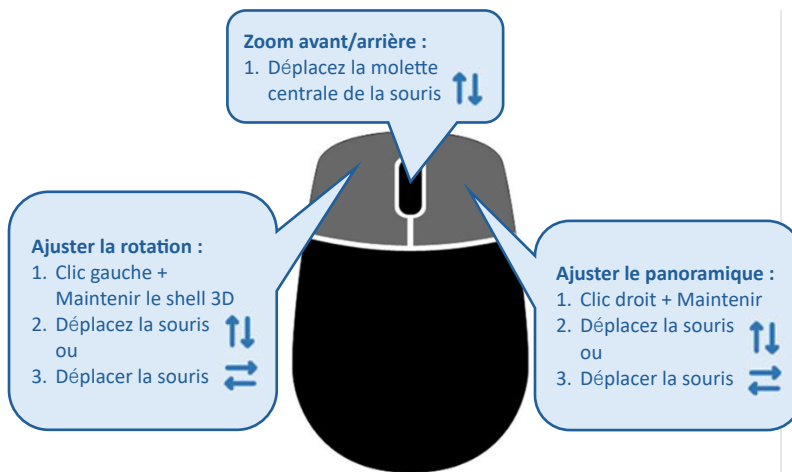 Zoom avant/arrière :
1. Déplacez la molette
centrale de la souris
Ajuster la rotation :
1. Clic gauche +
Maintenir le shell 3D
2. Déplacez la souris
ou
3. Déplacer la souris
Ajuster le panoramique :
1. Clic droit + Maintenir
2. Déplacez la souris
ou
3. Déplacer la souris